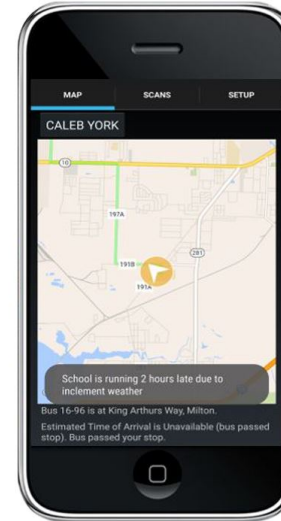 MAP SCANS SETUP
CALEB YORK
10
197A
281
191B
191A
School is running 2 hours late due to
inclement weather
Bus 16-96 is at King Arthurs Way, Milton.
Estimated Time of Arrival is Unavailable (bus passed
stop). Bus passed your stop.